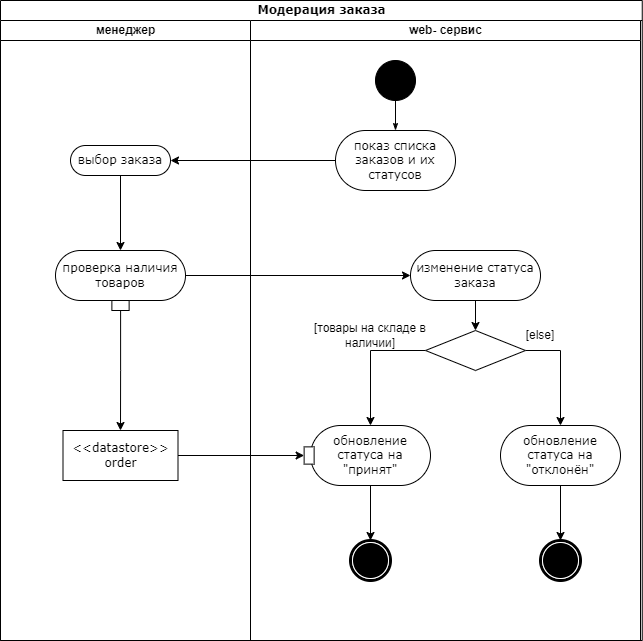 Модерация заказа
менеджер
web- сервис
показ списка
заказов и их
статусов
выбор заказа
проверка наличия
товаров
изменение статуса
заказа
[товары на складе в
наличии]
[else]
<<datastore>>
order
обновление
статуса на
"принят"
обновление
статуса на
"отклонён"